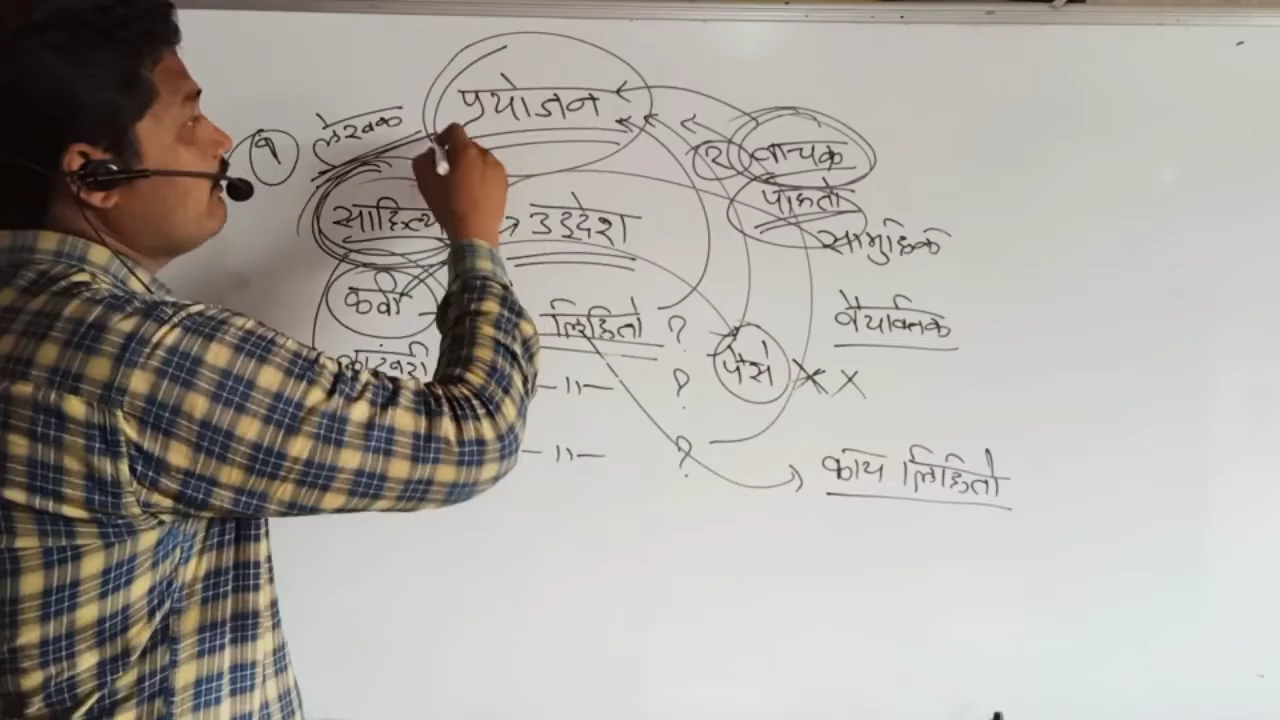 प्रयोजन
१ लेखक
२ वाचक
पाहतो
साहित्य → उद्देश
सामुहिक
कवी लिहितो ?
वैयक्तिक
कादंबरी —॥— ?
पैसे × ×
—॥— ?
काय लिहितो